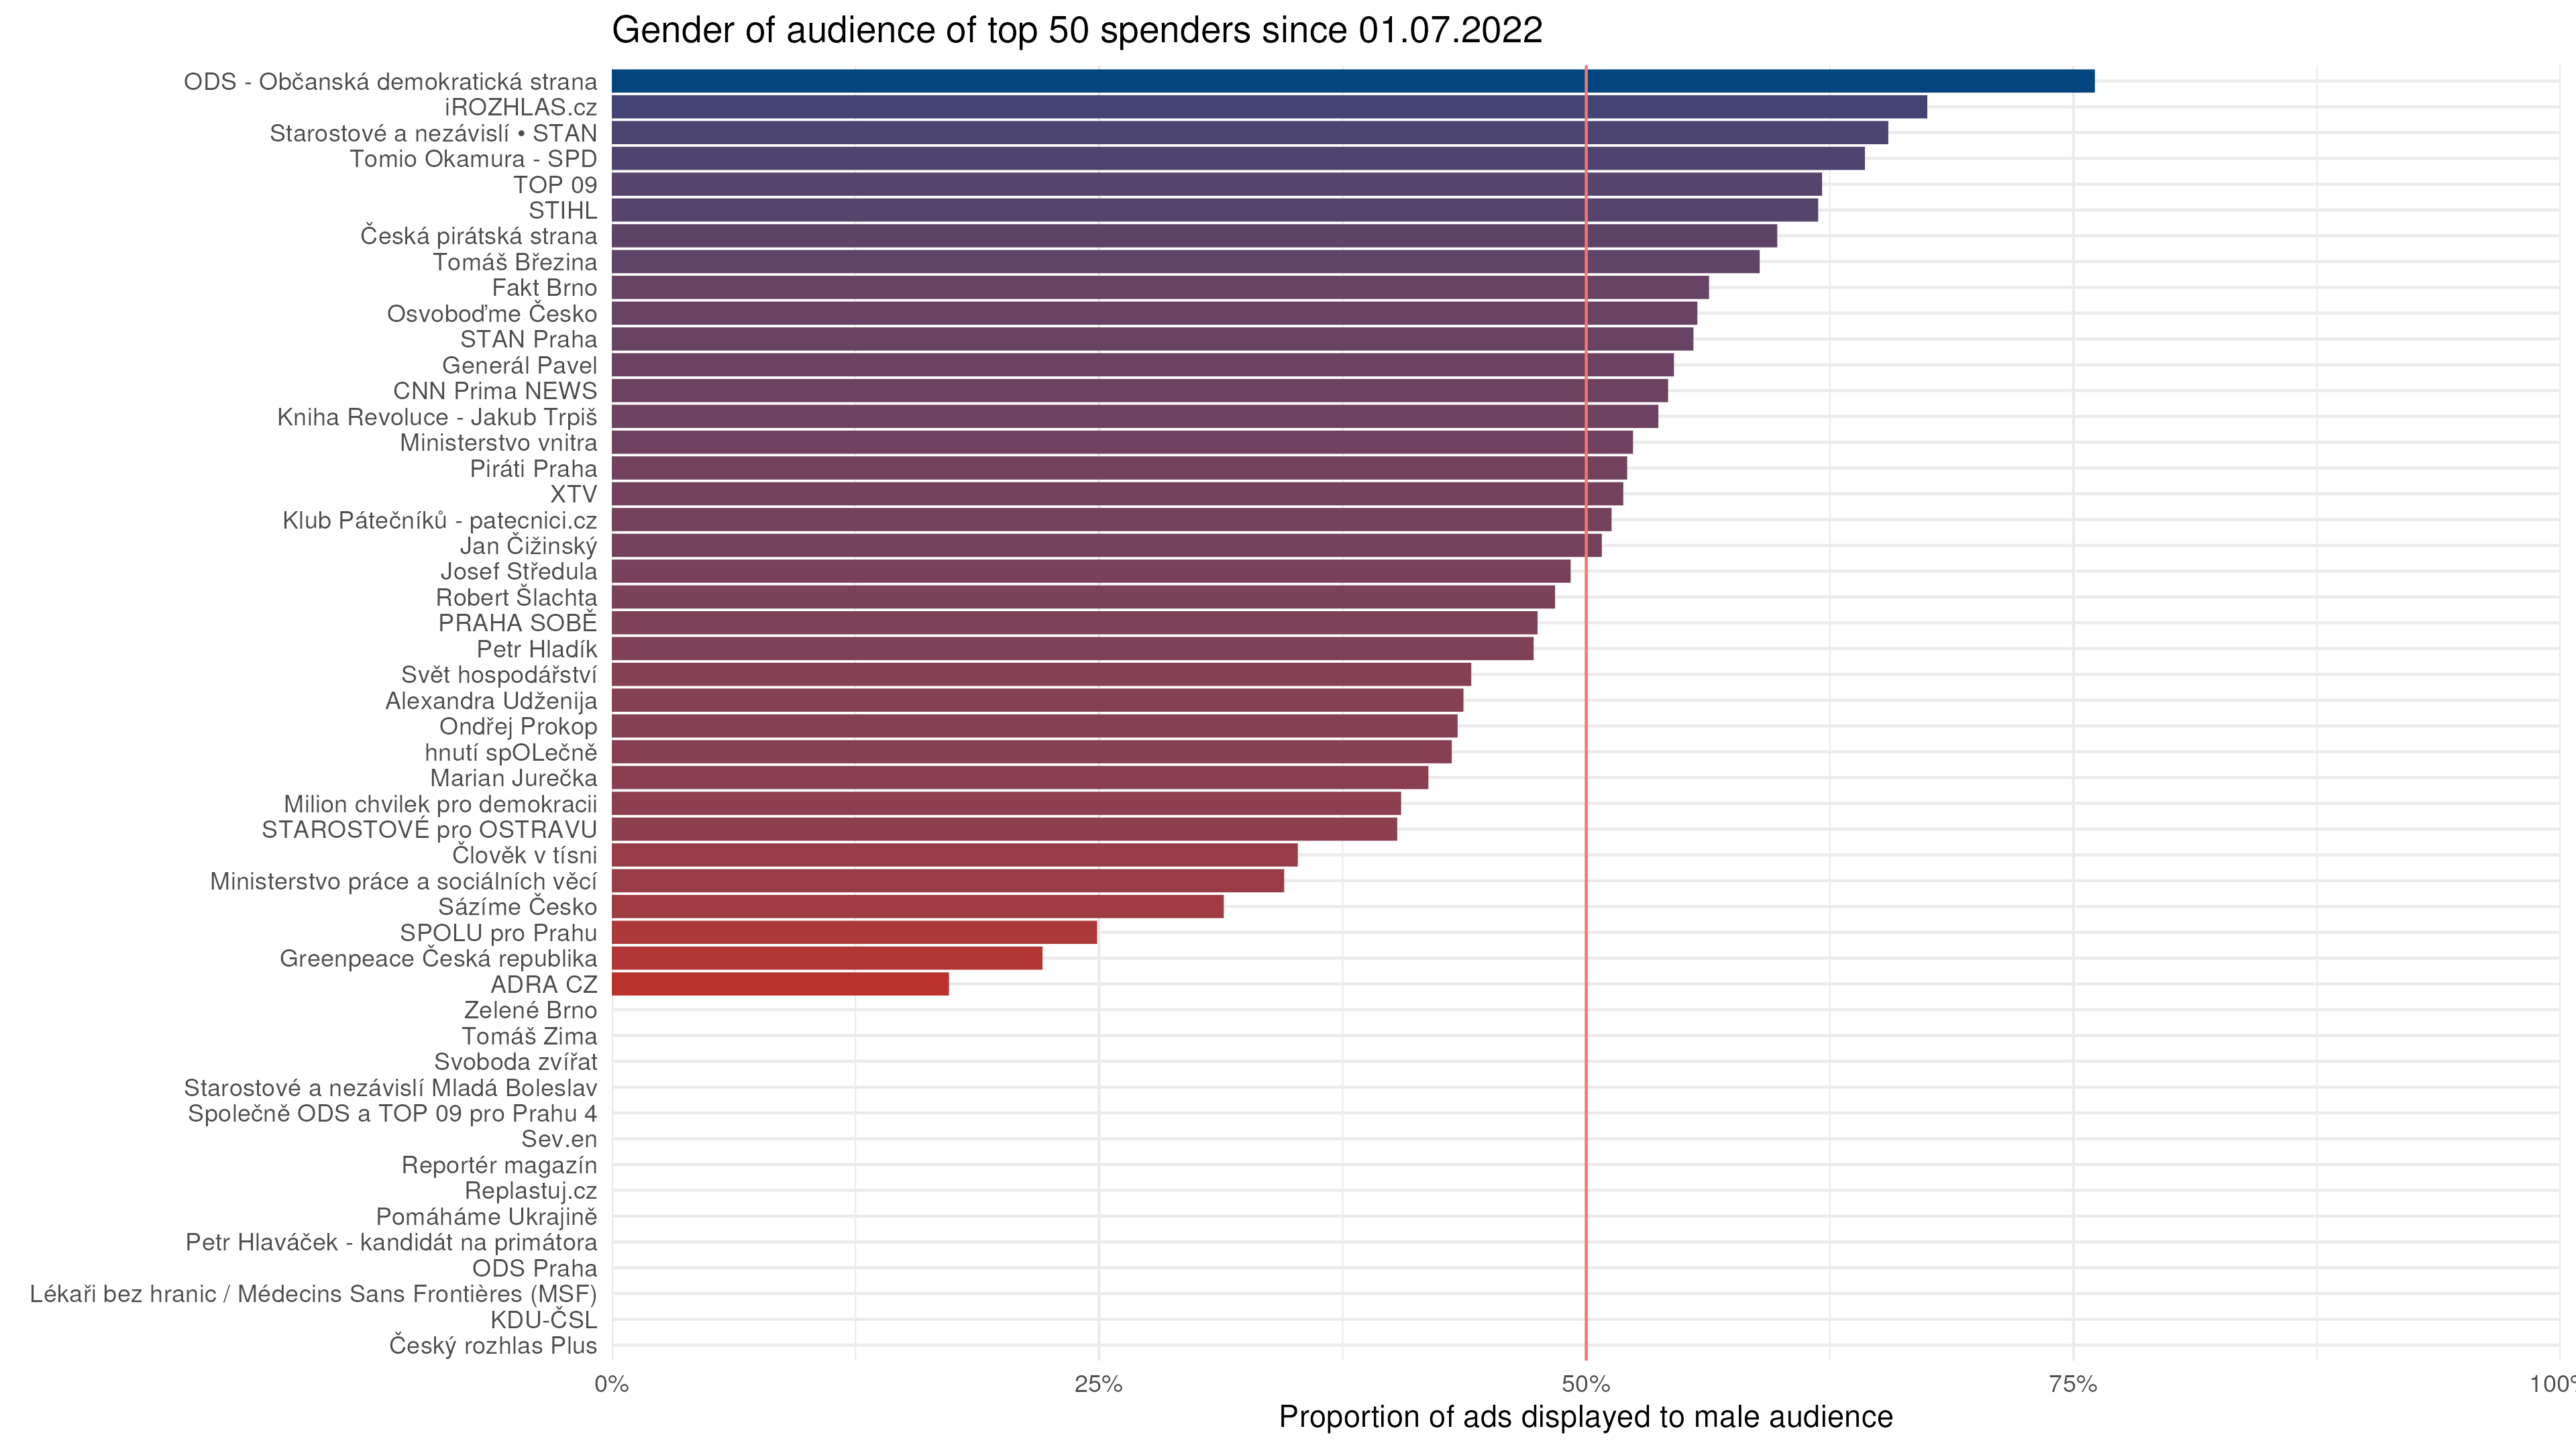 Gender of audience of top 50 spenders since 01.07.2022
ODS - Občanská demokratická strana
iROZHLAS.cz
Starostové a nezávislí • STAN
Tomio Okamura - SPD
TOP 09
STIHL
Česká pirátská strana
Tomáš Březina
Fakt Brno
Osvoboďme Česko
STAN Praha
Generál Pavel
CNN Prima NEWS
Kniha Revoluce - Jakub Trpiš
Ministerstvo vnitra
Piráti Praha
XTV
Klub Pátečníků - patecnici.cz
Jan Čižinský
Josef Středula
Robert Šlachta
PRAHA SOBĚ
Petr Hladík
Svět hospodářství
Alexandra Udženija
Ondřej Prokop
hnutí spOLečně
Marian Jurečka
Milion chvilek pro demokracii
STAROSTOVÉ pro OSTRAVU
Člověk v tísni
Ministerstvo práce a sociálních věcí
Sázíme Česko
SPOLU pro Prahu
Greenpeace Česká republika
ADRA CZ
Zelené Brno
Tomáš Zima
Svoboda zvířat
Starostové a nezávislí Mladá Boleslav
Společně ODS a TOP 09 pro Prahu 4
Sev.en
Reportér magazín
Replastuj.cz
Pomáháme Ukrajině
Petr Hlaváček - kandidát na primátora
ODS Praha
Lékaři bez hranic / Médecins Sans Frontières (MSF)
KDU-ČSL
Český rozhlas Plus
0% 25% 50% 75% 100%
Proportion of ads displayed to male audience